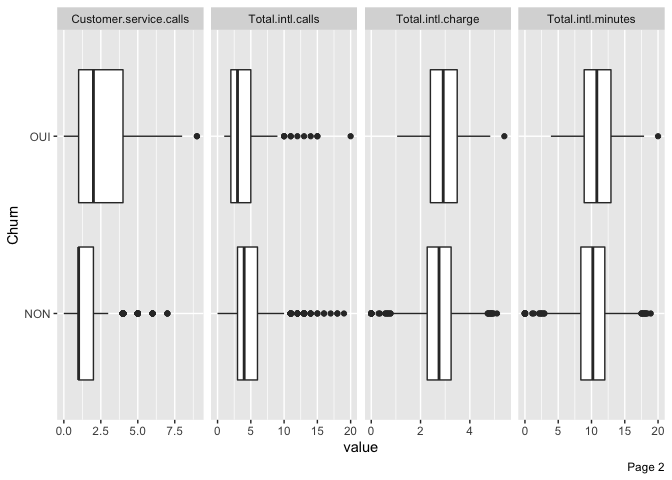 Customer.service.calls Total.intl.calls Total.intl.charge Total.intl.minutes
OUI
Churn
NON
0.0 2.5 5.0 7.5 0 5 10 15 20 0 2 4 0 5 10 15 20
value
Page 2